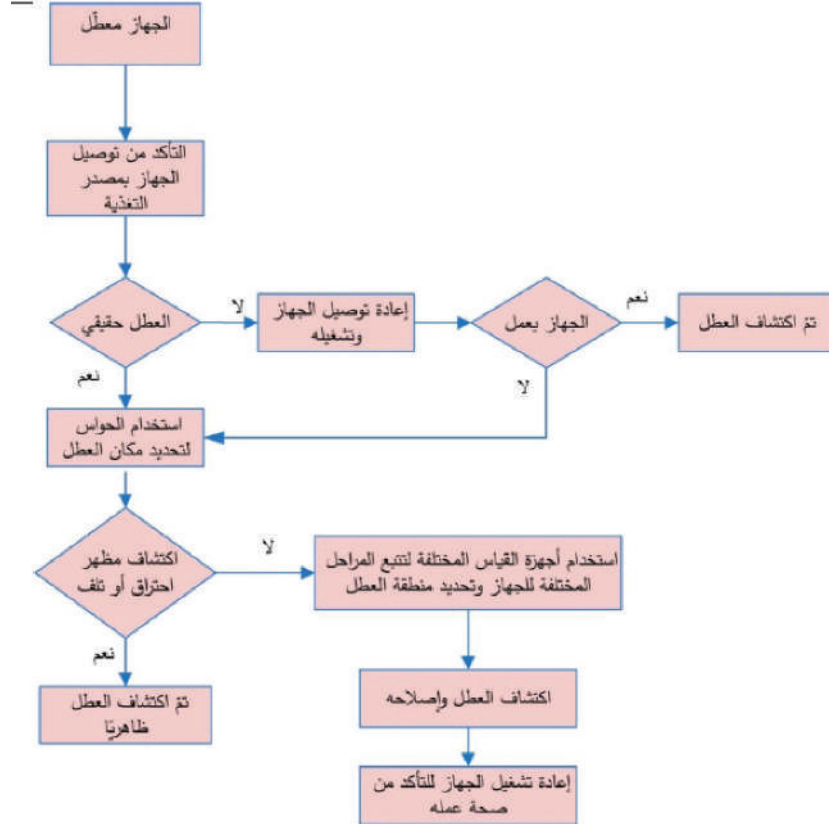 الجهاز معطّل
التأكد من توصيل
الجهاز بمصدر
التغذية
العطل حقيقي
لا
إعادة توصيل الجهاز
وتشغيله
الجهاز يعمل
نعم
تمّ اكتشاف العطل
نعم
لا
استخدام الحواس
لتحديد مكان العطل
اكتشاف مظهر
احتراق أو تلف
لا
استخدام أجهزة القياس المختلفة لتتبع المراحل
المختلفة للجهاز وتحديد منطقة العطل
نعم
تمّ اكتشاف العطل
ظاهريًا
اكتشاف العطل وإصلاحه
إعادة تشغيل الجهاز للتأكد من
صحة عمله